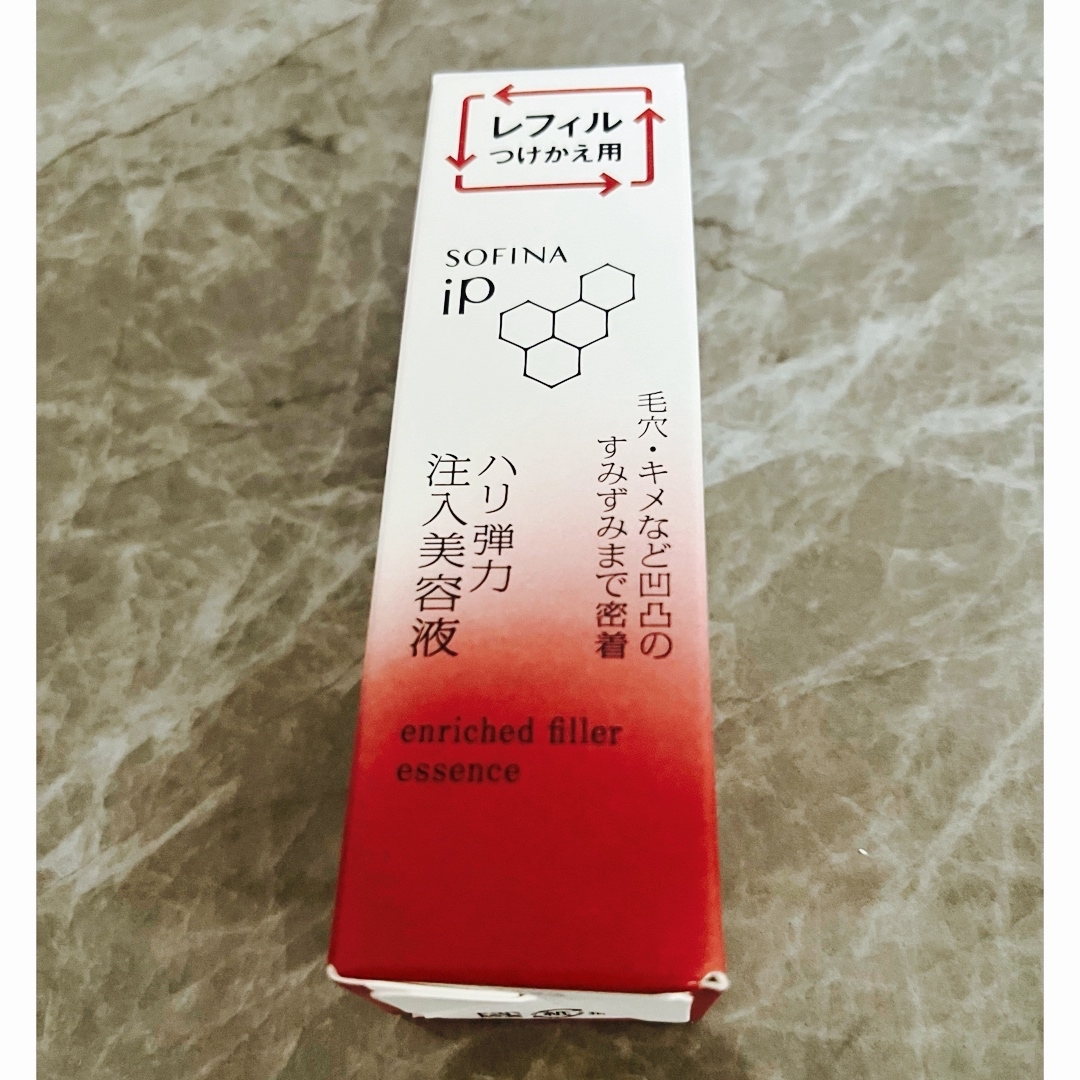 レフィル
つけかえ用
SOFINA
iP
毛穴・キメなど凹凸の
すみずみまで密着
ハリ弾力
注入美容液
enriched filler
essence